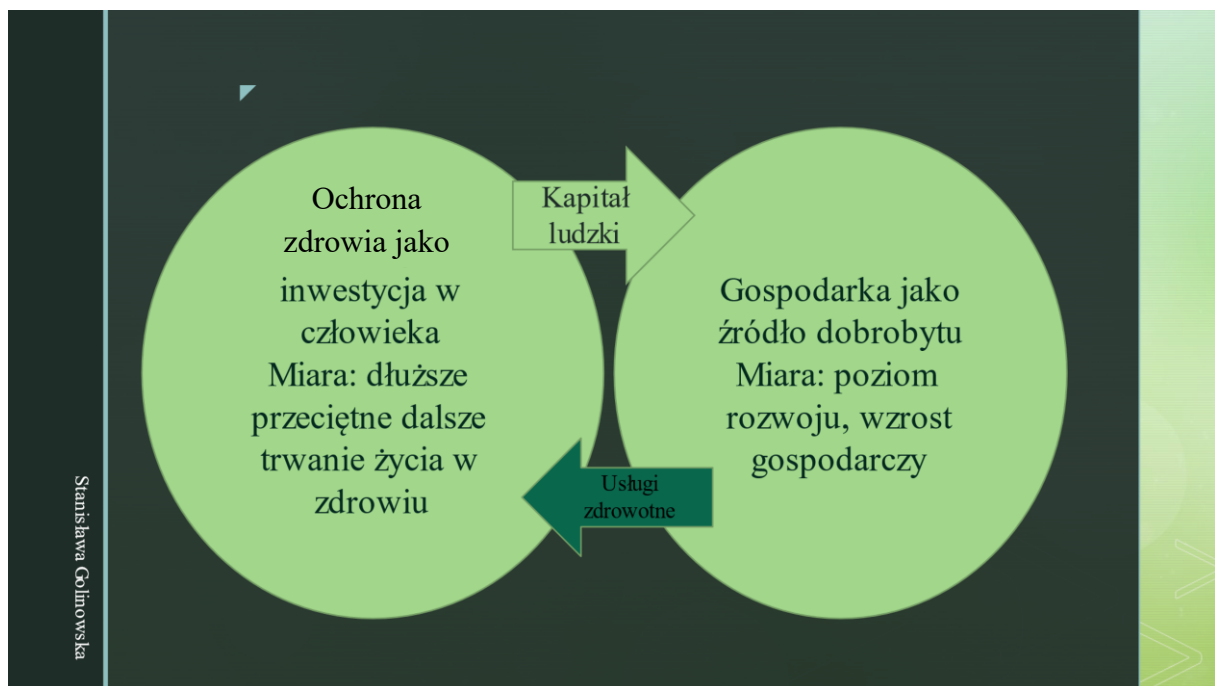 Ochrona
zdrowia jako
inwestycja w
człowieka
Miara: dłuższe
przeciętne dalsze
trwanie życia w
zdrowiu
Kapitał
ludzki
Gospodarka jako
źródło dobrobytu
Miara: poziom
rozwoju, wzrost
gospodarczy
Usługi
zdrowotne
Stanisława Golinowska